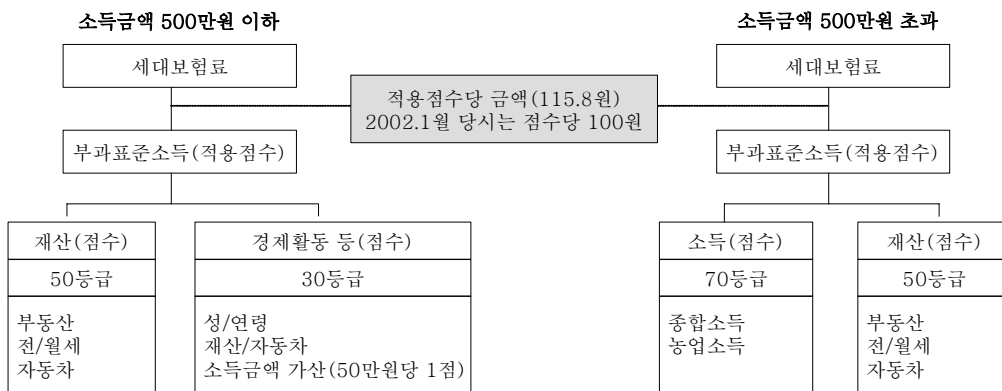 소득금액 500만원 이하
소득금액 500만원 초과
세대보험료
세대보험료
적용점수당 금액(115.8원)
2002.1월 당시는 점수당 100원
부과표준소득(적용점수)
부과표준소득(적용점수)
재산(점수)
경제활동 등(점수)
소득(점수)
재산(점수)
50등급
30등급
70등급
50등급
부동산
전/월세
자동차
성/연령
재산/자동차
소득금액 가산(50만원당 1점)
종합소득
농업소득
부동산
전/월세
자동차